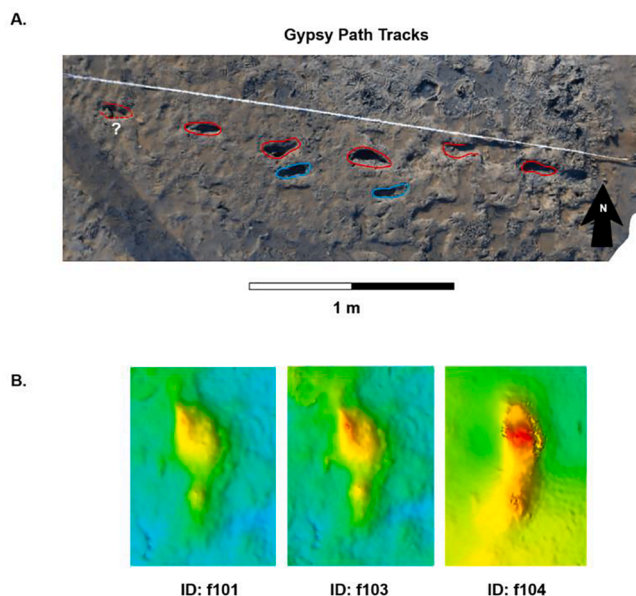 A.
Gypsy Path Tracks
?
N
1 m
B.
ID: f101
ID: f103
ID: f104